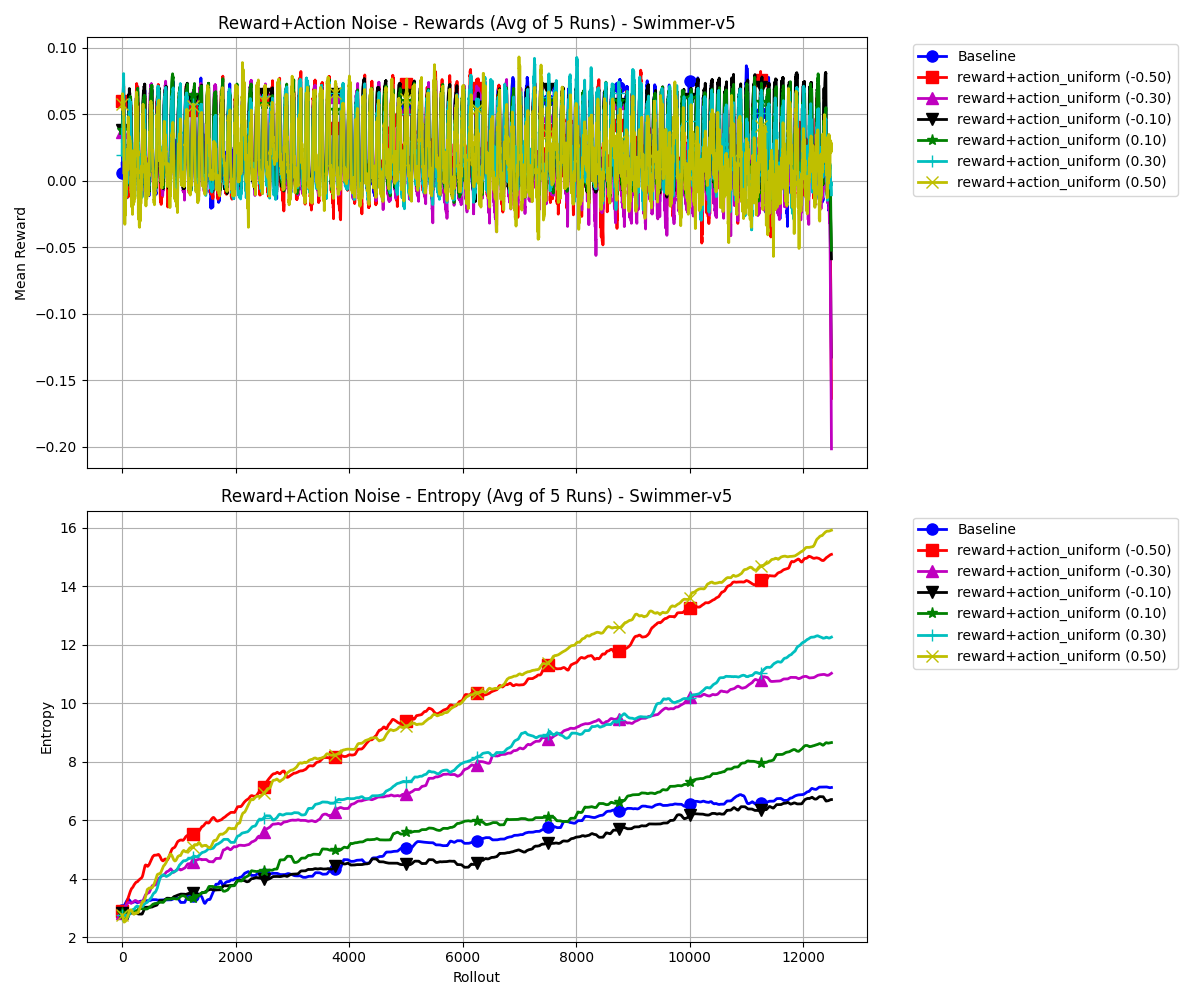 Reward+Action Noise - Rewards (Avg of 5 Runs) - Swimmer-v5
0.10
0.05
0.00
−0.05
−0.10
−0.15
−0.20
Mean Reward
Baseline
reward+action_uniform (-0.50)
reward+action_uniform (-0.30)
reward+action_uniform (-0.10)
reward+action_uniform (0.10)
reward+action_uniform (0.30)
reward+action_uniform (0.50)
Reward+Action Noise - Entropy (Avg of 5 Runs) - Swimmer-v5
16
14
12
10
8
6
4
2
Entropy
0 2000 4000 6000 8000 10000 12000
Rollout
Baseline
reward+action_uniform (-0.50)
reward+action_uniform (-0.30)
reward+action_uniform (-0.10)
reward+action_uniform (0.10)
reward+action_uniform (0.30)
reward+action_uniform (0.50)